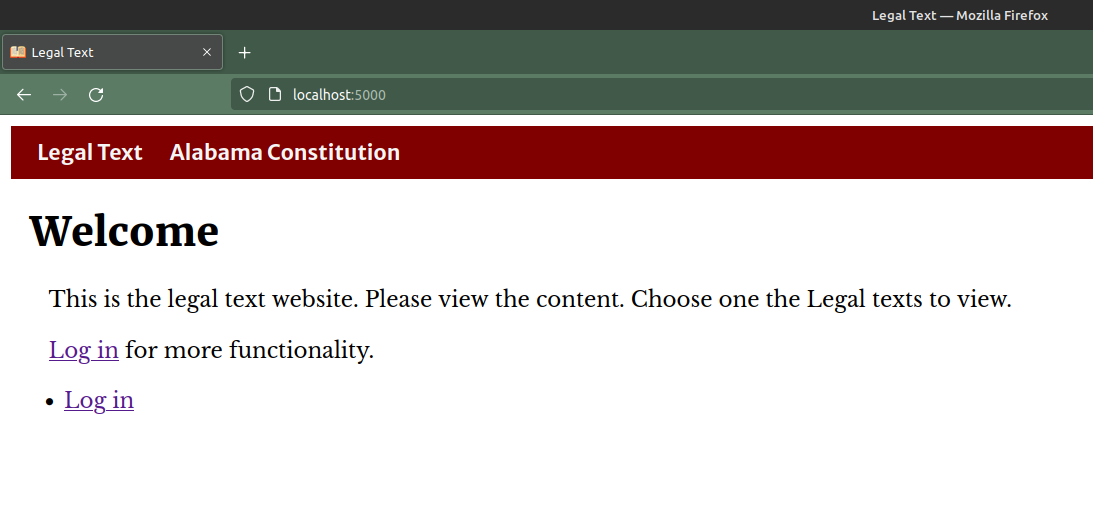 Legal Text — Mozilla Firefox
Legal Text
localhost:5000
Legal Text Alabama Constitution
Welcome
This is the legal text website. Please view the content. Choose one the Legal texts to view.
Log in for more functionality.
• Log in